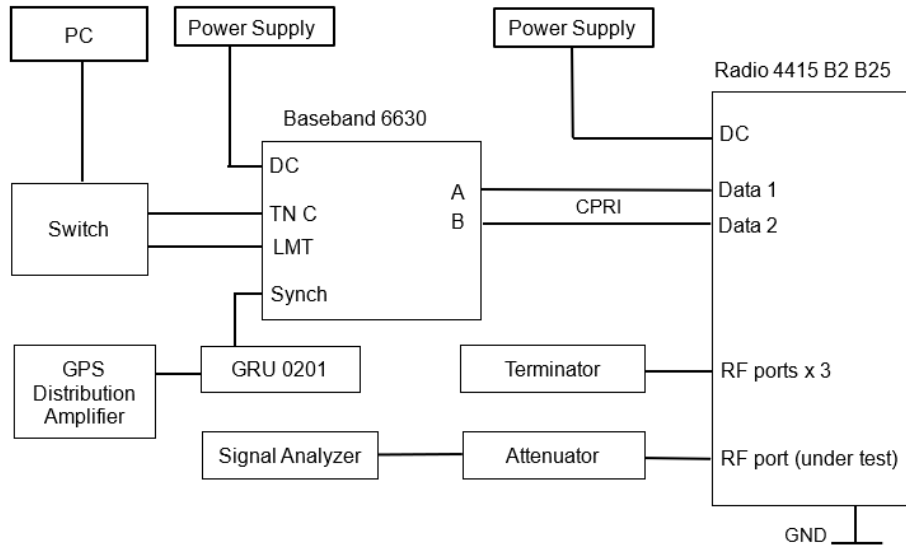 PC
Power Supply
Power Supply
Radio 4415 B2 B25
Baseband 6630
DC
DC
Switch
TN C
LMT
A
B
CPRI
Data 1
Data 2
Synch
GPS
Distribution
Amplifier
GRU 0201
Terminator
RF ports x 3
Signal Analyzer
Attenuator
RF port (under test)
GND